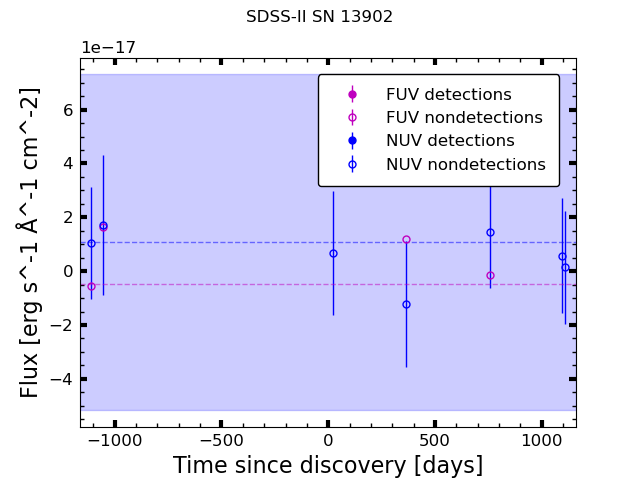 SDSS-II SN 13902
1e−17
FUV detections
FUV nondetections
NUV detections
NUV nondetections
6
4
2
0
−2
−4
Flux [erg s^-1 Å^-1 cm^-2]
−1000
−500
0
500
1000
Time since discovery [days]